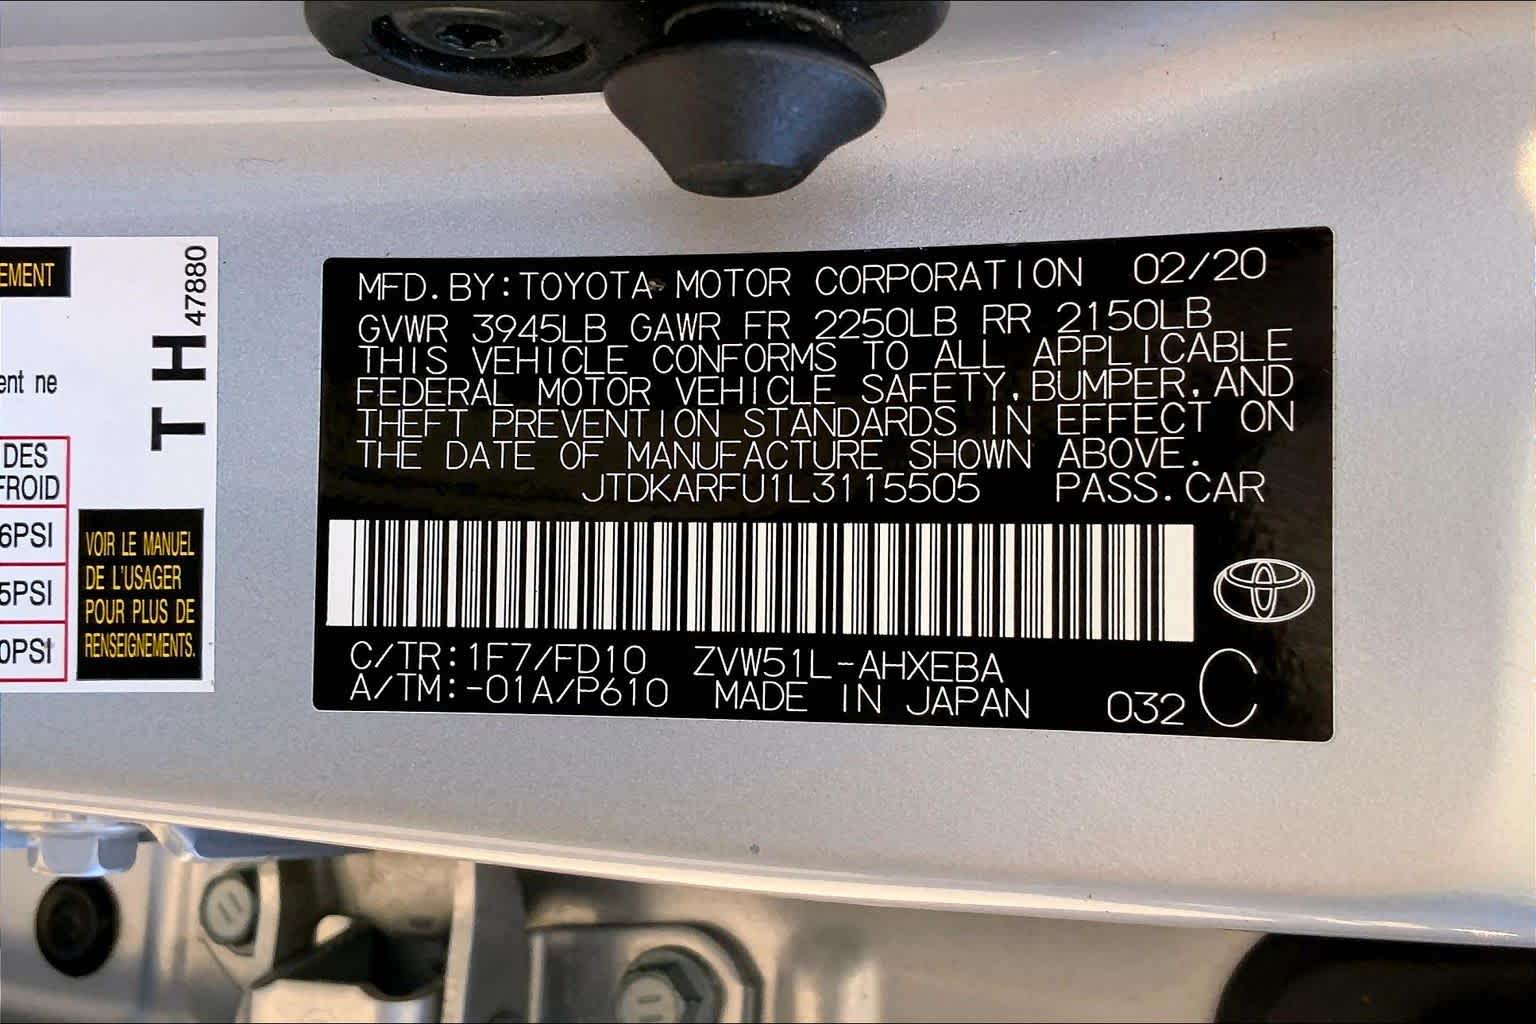 EMENT
ent ne
DES
FROID
6PSI
5PSI
0PSI
VOIR LE MANUEL
DE L'USAGER
POUR PLUS DE
RENSEIGNEMENTS.
T H 47880
MFD. BY: TOYOTA MOTOR CORPORATION 02/20
GVWR 3945LB GAWR FR 2250LB RR 2150LB
THIS VEHICLE CONFORMS TO ALL APPLICABLE
FEDERAL MOTOR VEHICLE SAFETY, BUMPER, AND
THEFT PREVENTION STANDARDS IN EFFECT ON
THE DATE OF MANUFACTURE SHOWN ABOVE.
JTDKARFU1L3115505 PASS. CAR
C/TR: 1F7/FD10 ZVW51L-AHXEBA
A/TM:-01A/P610 MADE IN JAPAN 032 C